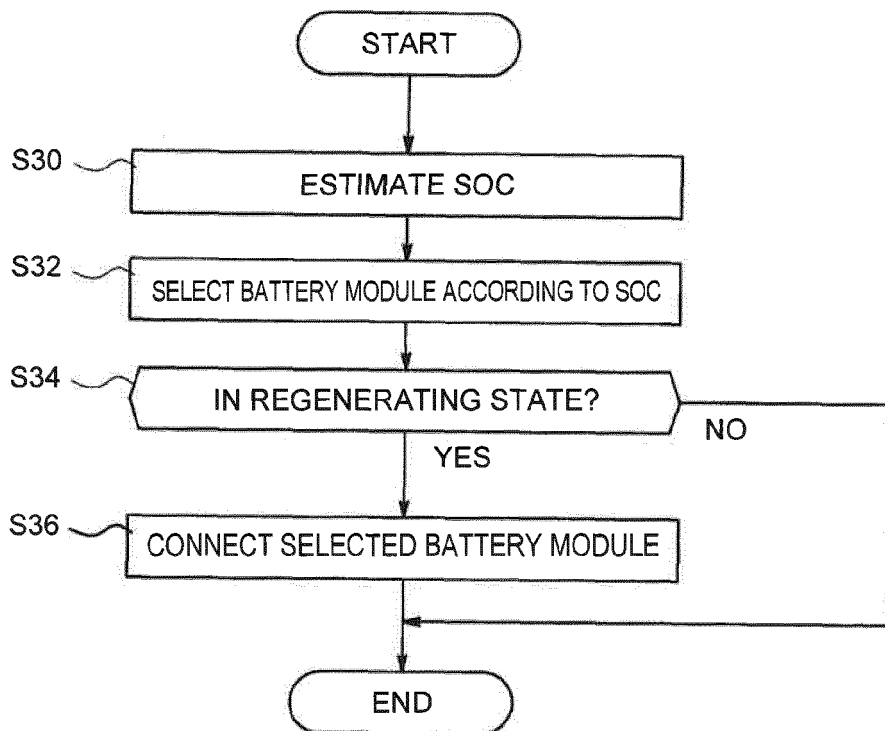 START
S30
ESTIMATE SOC
S32
SELECT BATTERY MODULE ACCORDING TO SOC
S34
IN REGENERATING STATE?
NO
YES
S36
CONNECT SELECTED BATTERY MODULE
END